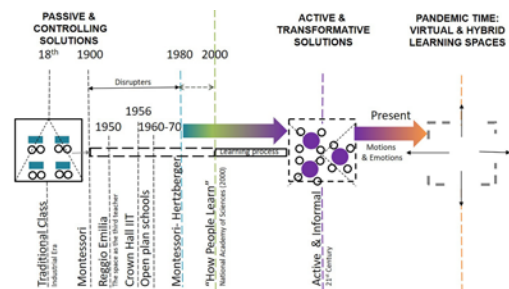 PASSIVE &
CONTROLLING
SOLUTIONS
ACTIVE &
TRANSFORMATIVE
SOLUTIONS
PANDEMIC TIME:
VIRTUAL & HYBRID
LEARNING SPACES
18th 1900
1980 2000
Disrupters
1956
1950
1960-70
Present
Learning process
Motions
& Emotions
Traditional Class
Industrial Era
Montessori
Reggio Emilia
The space as the third teacher
Crown Hall IIT
Open plan schools
Montessori- Hertzberger
"How People Learn"
National Academy of Sciences (2000)
Active & Informal
21st Century